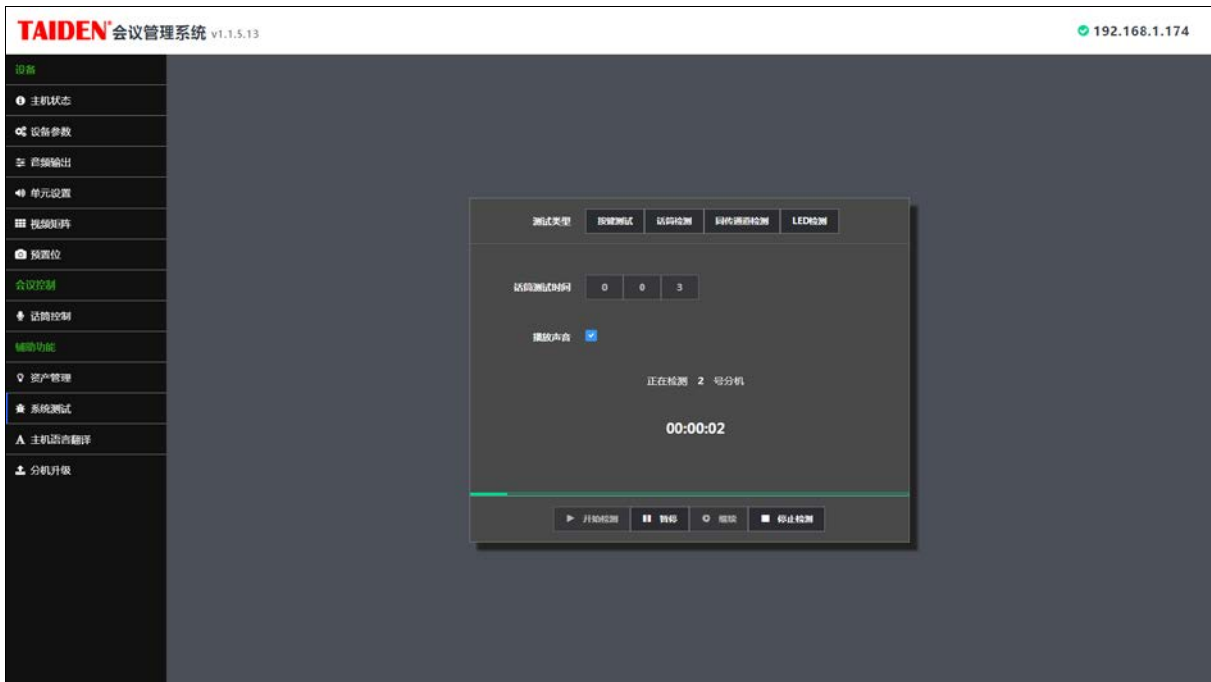 TAIDEN 会议管理系统 v1.1.5.13
192.168.1.174
设备
主机状态
设备参数
音频输出
单元设置
视频矩阵
预置位
会议控制
话筒控制
辅助功能
资产管理
系统测试
主机语言翻译
分机升级
测试类型 按键测试 话筒检测 同传通道检测 LED检测
话筒测试时间 0 0 3
播放声音
正在检测 2 号分机
00:00:02
开始检测 暂停 继续 停止检测